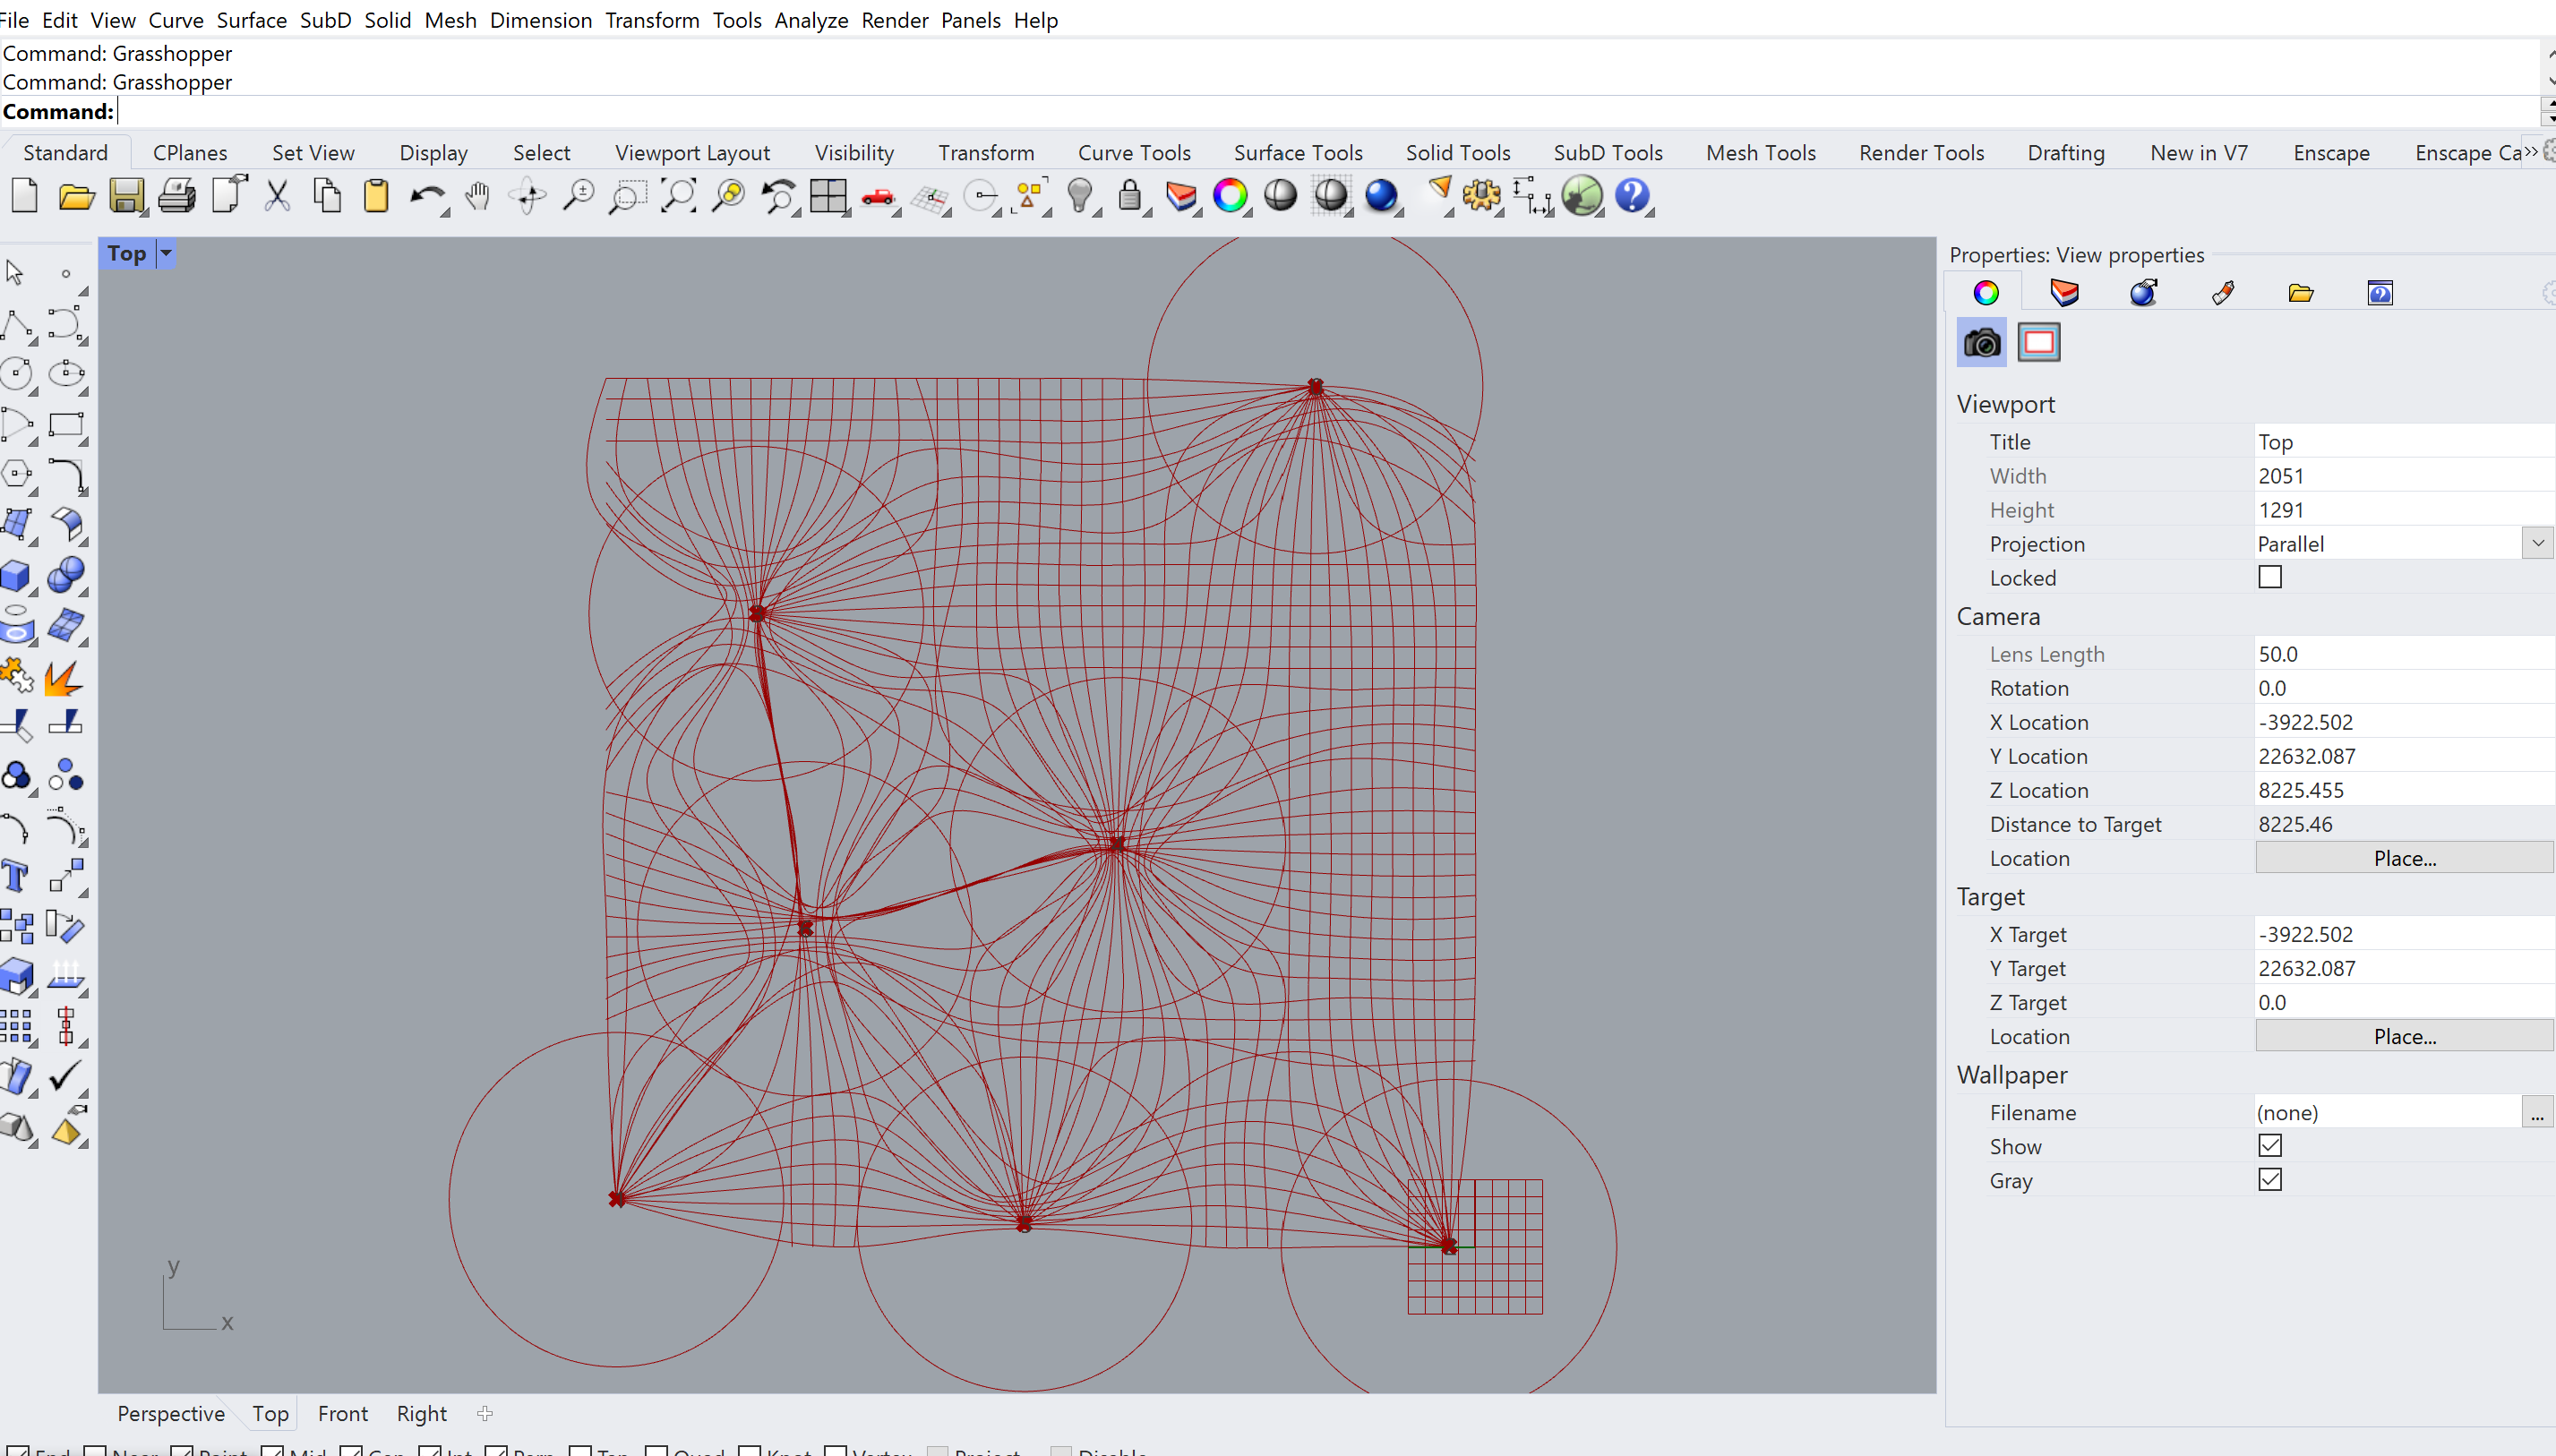 File Edit View Curve Surface SubD Solid Mesh Dimension Transform Tools Analyze Render Panels Help
Command: Grasshopper
Command: Grasshopper
Command:
Standard CPlanes Set View Display Select Viewport Layout Visibility Transform Curve Tools Surface Tools Solid Tools SubD Tools Mesh Tools Render Tools Drafting New in V7 Enscape Enscape Ca
Top
Properties: View properties
Viewport
Title Top
Width 2051
Height 1291
Projection Parallel
Locked
Camera
Lens Length 50.0
Rotation 0.0
X Location -3922.502
Y Location 22632.087
Z Location 8225.455
Distance to Target 8225.46
Location Place...
Target
X Target -3922.502
Y Target 22632.087
Z Target 0.0
Location Place...
Wallpaper
Filename (none) ...
Show
Gray
y
x
Perspective Top Front Right
End Near Point Mid Cen Int Perp Tan Quad Knot Vertex Project Disable